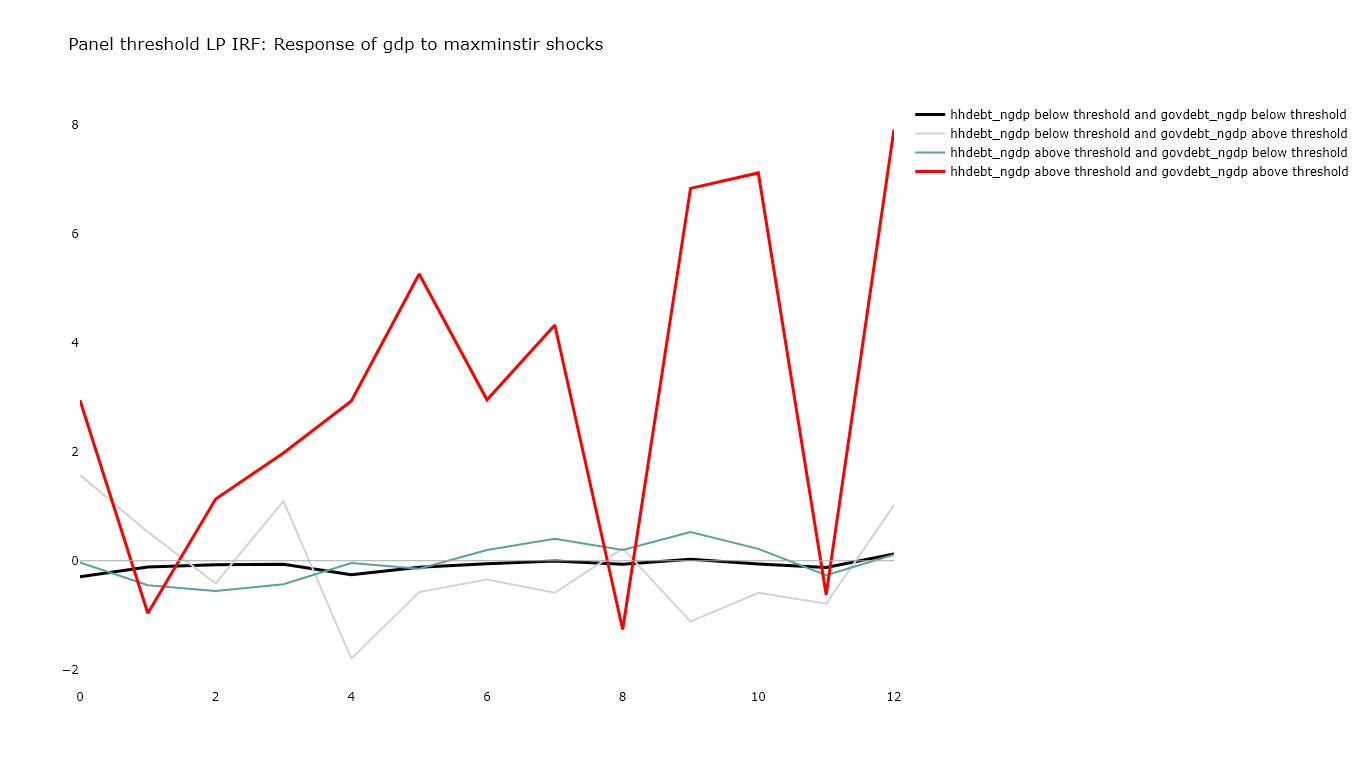 Panel threshold LP IRF: Response of gdp to maxminstir shocks
hhdebt_ngdp below threshold and govdebt_ngdp below threshold
hhdebt_ngdp below threshold and govdebt_ngdp above threshold
hhdebt_ngdp above threshold and govdebt_ngdp below threshold
hhdebt_ngdp above threshold and govdebt_ngdp above threshold
8
6
4
2
0
−2
0 2 4 6 8 10 12